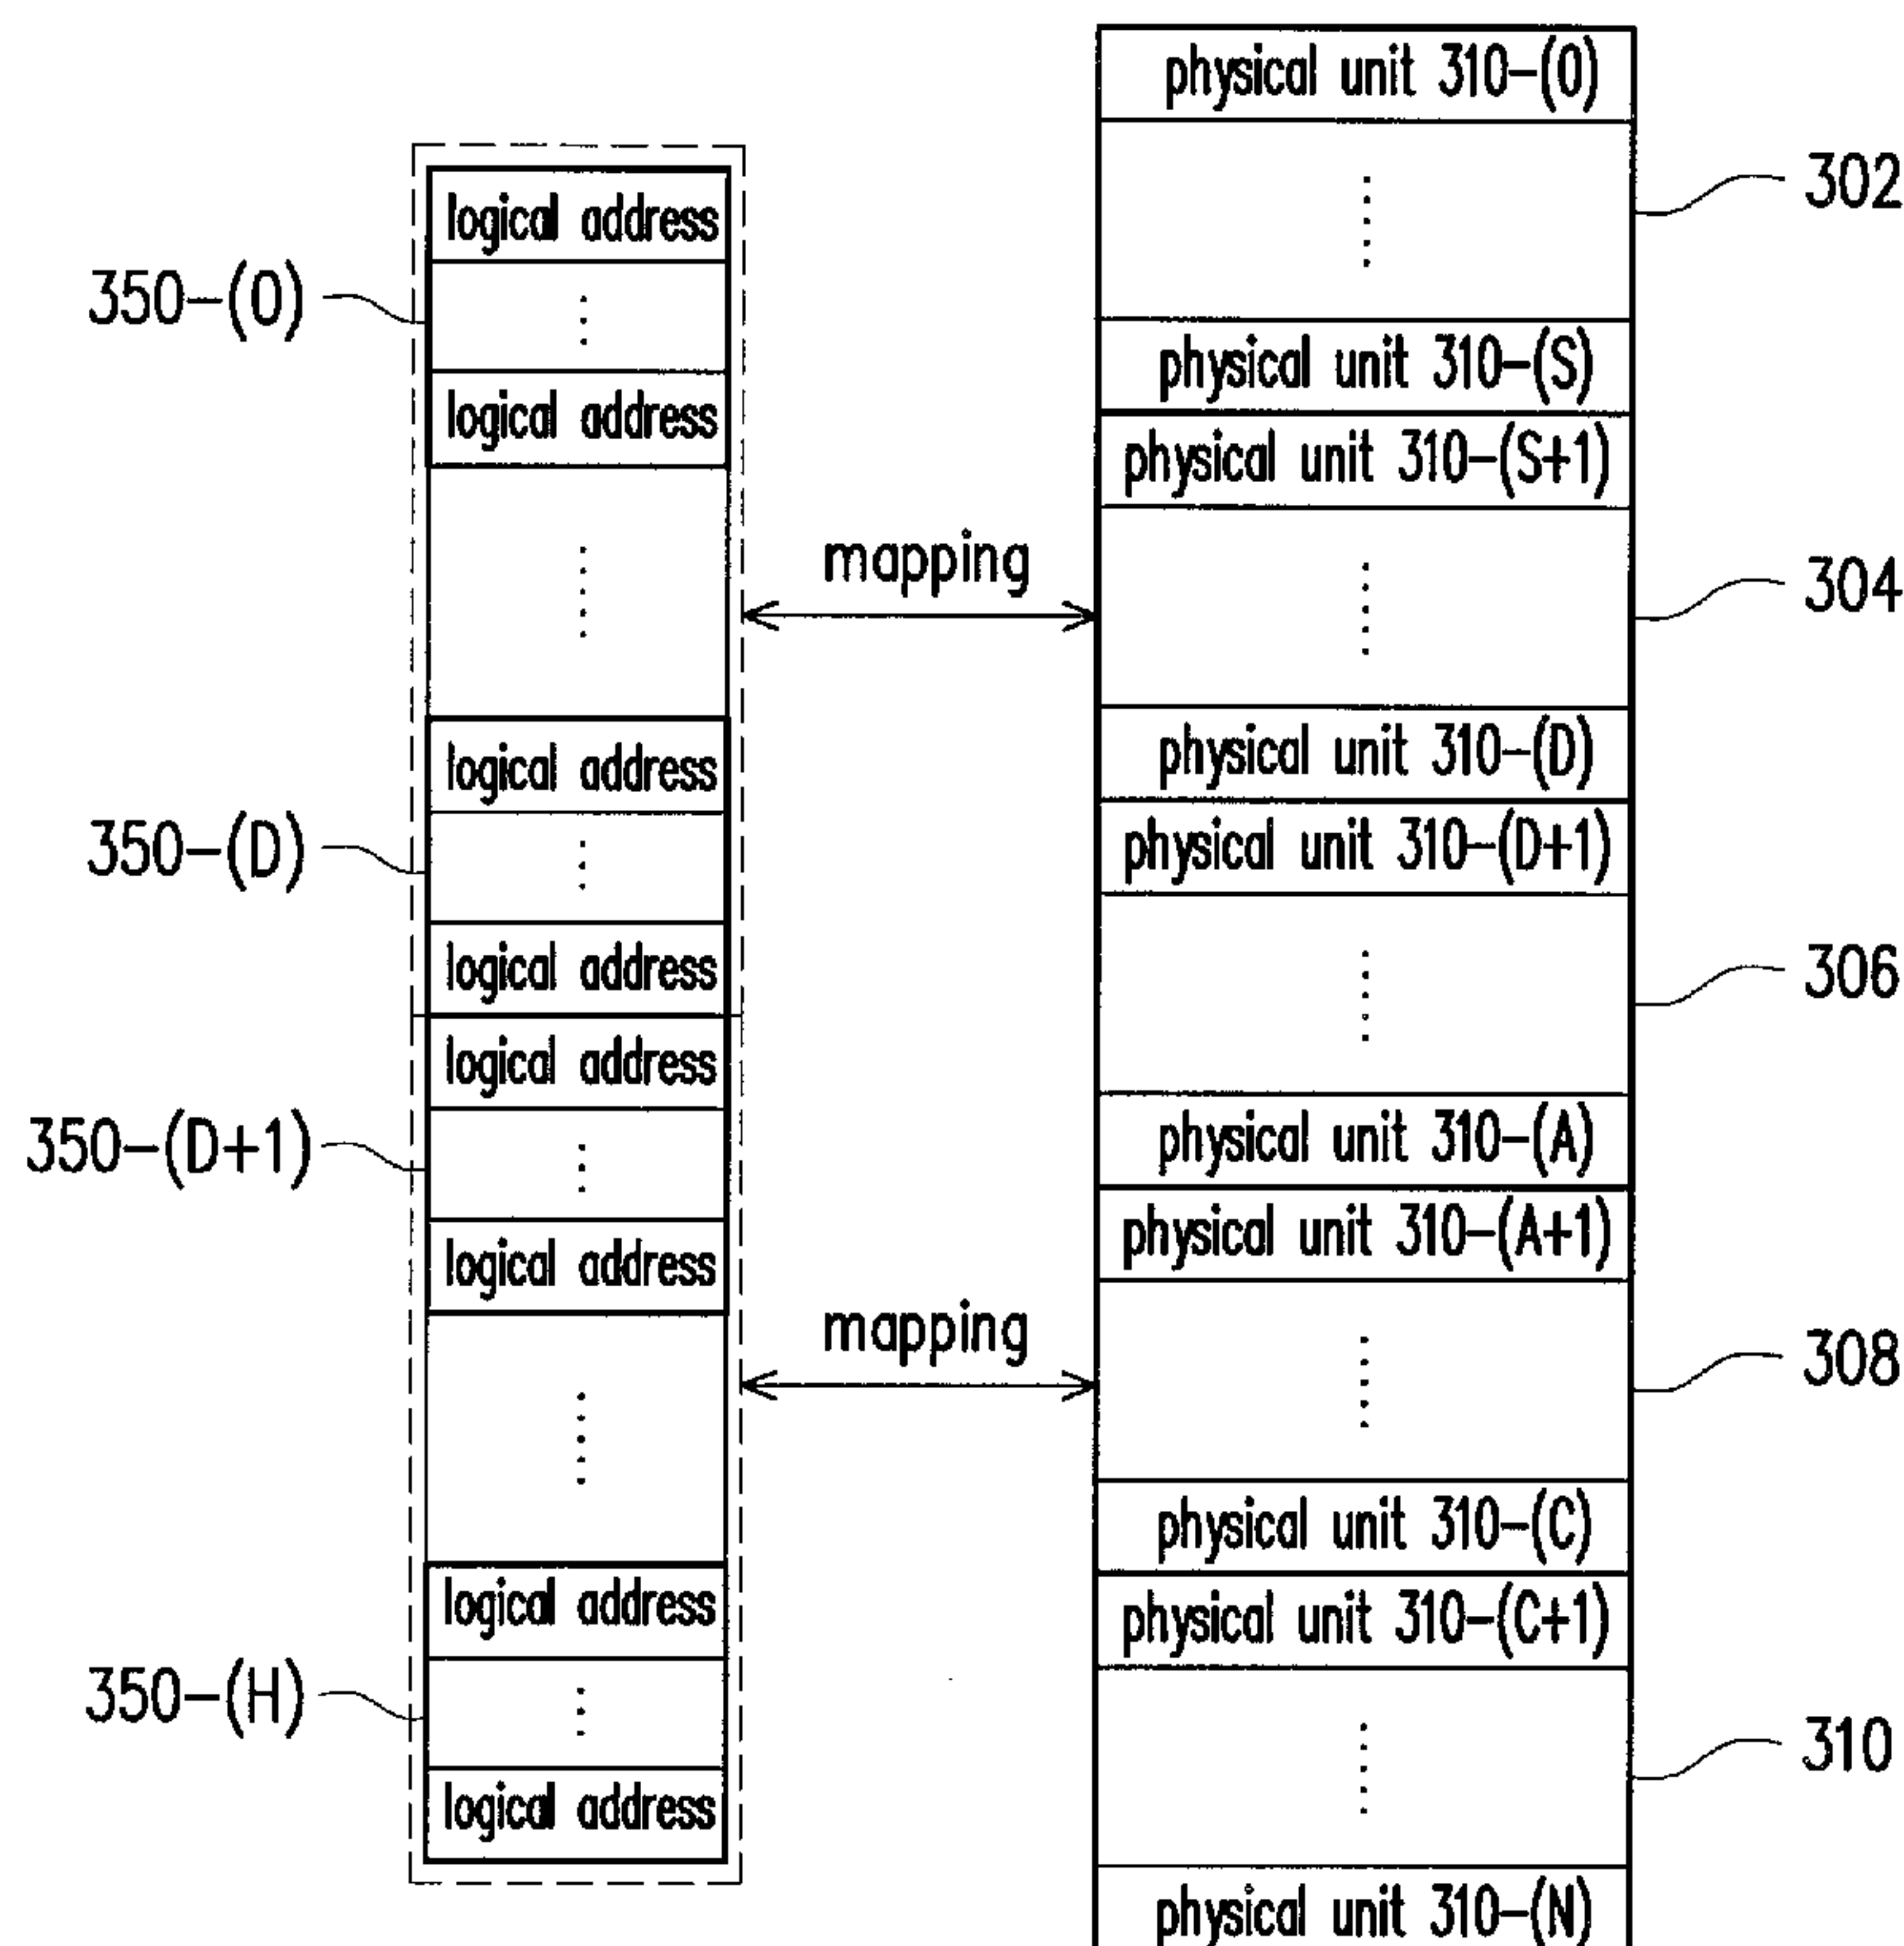 physical unit 310-(0)
302
logical address
350-(0)
logical address
physical unit 310-(S)
physical unit 310-(S+1)
mapping
304
logical address
physical unit 310-(D)
350-(D)
physical unit 310-(D+1)
logical address
306
logical address
350-(D+1)
physical unit 310-(A)
logical address
physical unit 310-(A+1)
mapping
308
physical unit 310-(C)
logical address
physical unit 310-(C+1)
350-(H)
310
logical address
physical unit 310-(N)